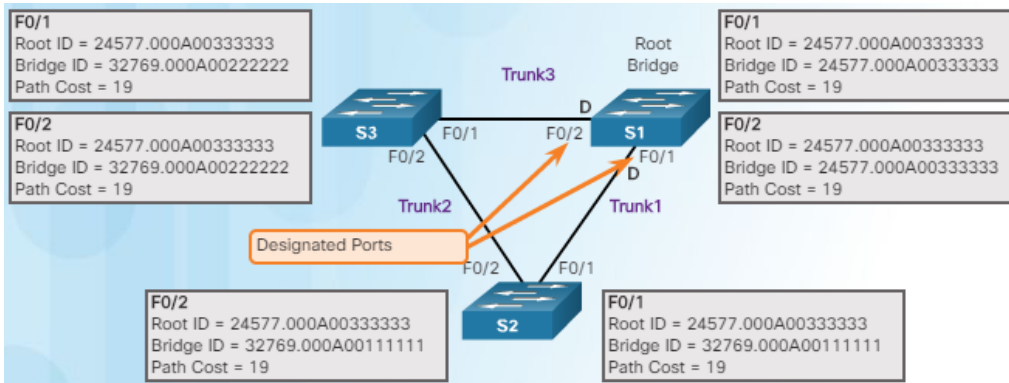 F0/1
Root ID = 24577.000A00333333
Bridge ID = 32769.000A00222222
Path Cost = 19
F0/1
Root ID = 24577.000A00333333
Bridge ID = 24577.000A00333333
Path Cost = 19
Root
Bridge
Trunk3
D
F0/2
Root ID = 24577.000A00333333
Bridge ID = 32769.000A00222222
Path Cost = 19
S3
F0/1
F0/2
S1
F0/2
F0/1
D
F0/2
Root ID = 24577.000A00333333
Bridge ID = 24577.000A00333333
Path Cost = 19
Trunk2
Trunk1
Designated Ports
F0/2
F0/1
S2
F0/2
Root ID = 24577.000A00333333
Bridge ID = 32769.000A00111111
Path Cost = 19
F0/1
Root ID = 24577.000A00333333
Bridge ID = 32769.000A00111111
Path Cost = 19